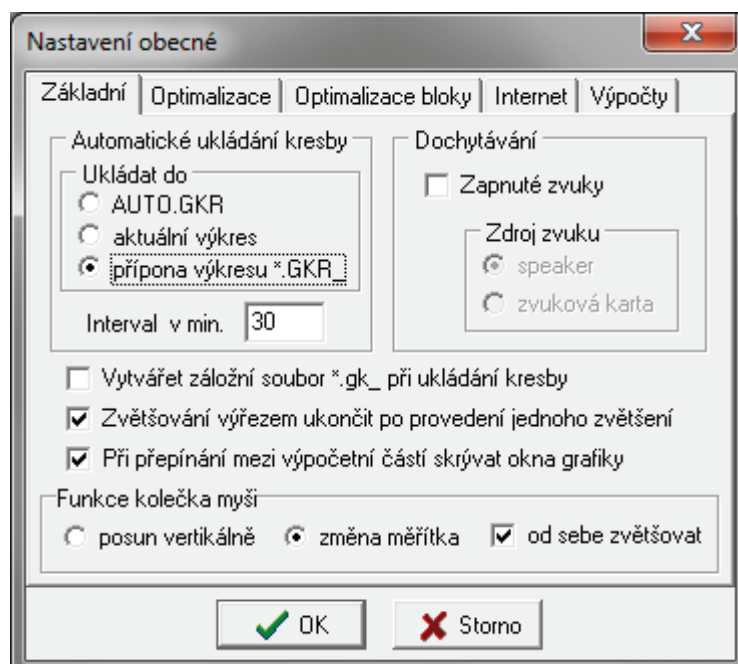 Nastavení obecné
Základní Optimalizace Optimalizace bloky Internet Výpočty
Automatické ukládání kresby
Ukládat do
AUTO.GKR
aktuální výkres
přípona výkresu *.GKR_
Interval v min. 30
Dochytávání
Zapnuté zvuky
Zdroj zvuku
speaker
zvuková karta
Vytvářet záložní soubor *.gk_ při ukládání kresby
Zvětšování výřezem ukončit po provedení jednoho zvětšení
Při přepínání mezi výpočetní částí skrývat okna grafiky
Funkce kolečka myši
posun vertikálně změna měřítka od sebe zvětšovat
OK Storno